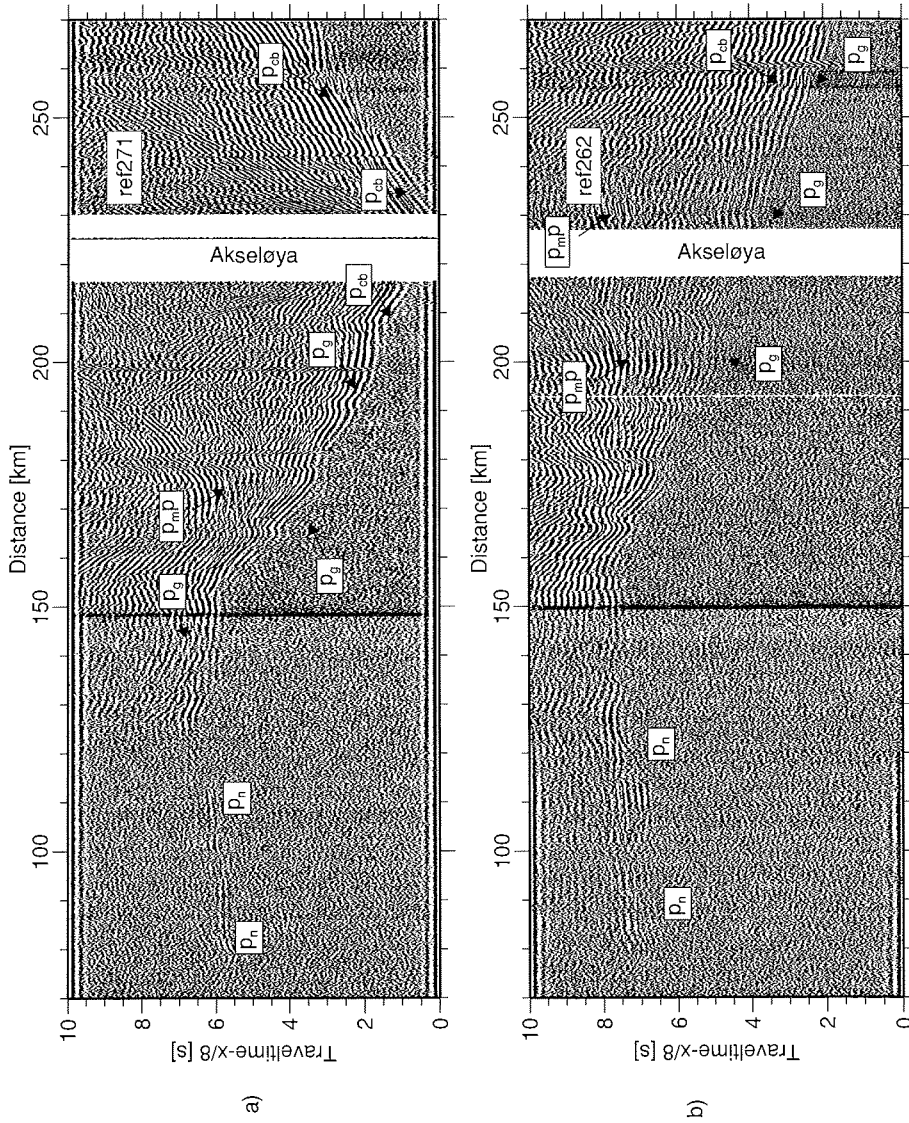 a)
Distance [km]
100
150
200
250
Traveltime-x/8 [s]
10
8
6
4
2
0
ref271
Akseløya
Pn
Pn
Pg
PmP
Pg
Pg
Pcb
Pcb
Pcb
b)
Distance [km]
100
150
200
250
Traveltime-x/8 [s]
10
8
6
4
2
0
ref262
Akseløya
Pn
Pn
PmP
Pg
PmP
Pg
Pcb
Pg